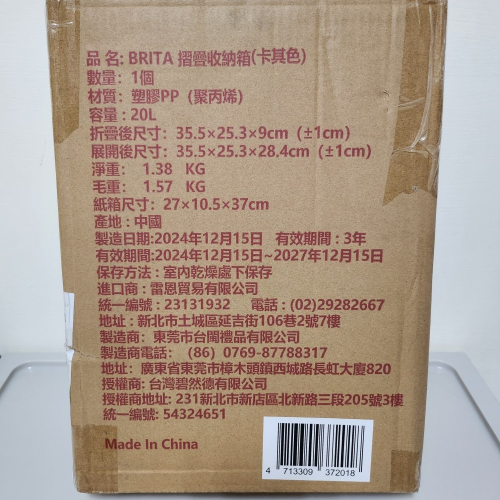 品 名: BRITA 摺疊收納箱(卡其色)
數量：1個
材質：塑膠PP（聚丙烯）
容量：20L
折疊後尺寸：35.5×25.3×9cm（±1cm）
展開後尺寸：35.5×25.3×28.4cm（±1cm）
淨重： 1.38 KG
毛重： 1.57 KG
紙箱尺寸：27×10.5×37cm
產地：中國
製造日期:2024年12月15日 有效期間：3年
有效期間：2024年12月15日~2027年12月15日
保存方法：室內乾燥處下保存
進口商：雷恩貿易有限公司
統一編號：23131932 電話：(02)29282667
地址：新北市土城區延吉街106巷2號7樓
製造商：東莞市台閩禮品有限公司
製造商電話：（86）0769-87788317
地址：廣東省東莞市樟木頭鎮西城路長虹大廈820
授權商：台灣碧然德有限公司
授權商地址: 231新北市新店區北新路三段205號3樓
統一編號: 54324651
Made In China
4 713309 372018